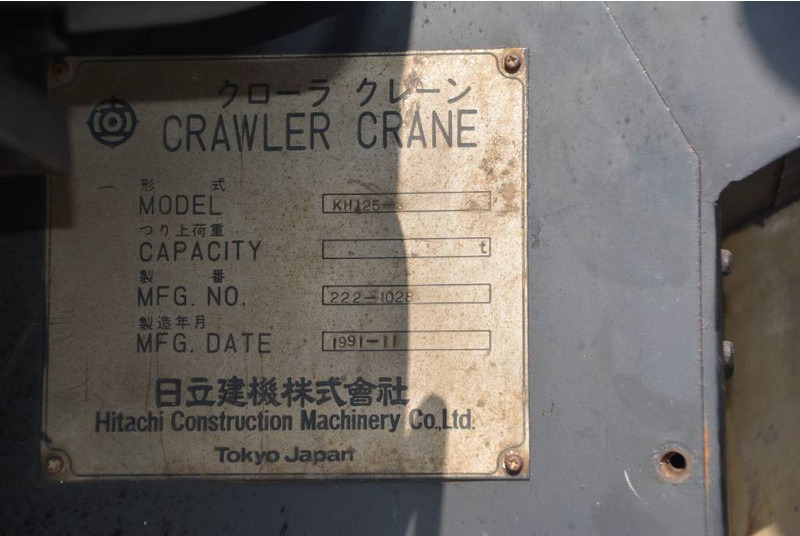 クローラ クレーン
CRAWLER CRANE
形 式
MODEL KH125-3
つり上荷重
CAPACITY t
製 番
MFG. NO. 222-1028
製造年月
MFG. DATE 1991-11
日立建機株式會社
Hitachi Construction Machinery Co.,Ltd.
Tokyo Japan